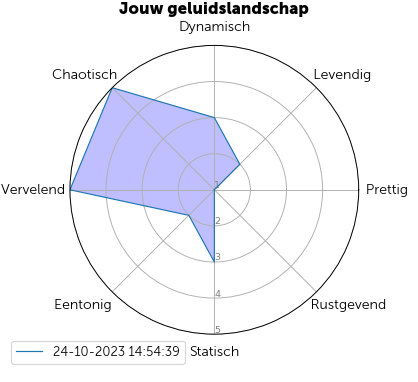 Jouw geluidslandschap
Dynamisch
Chaotisch
Levendig
Vervelend
1
Prettig
2
3
4
Eentonig
Rustgevend
5
24-10-2023 14:54:39
Statisch